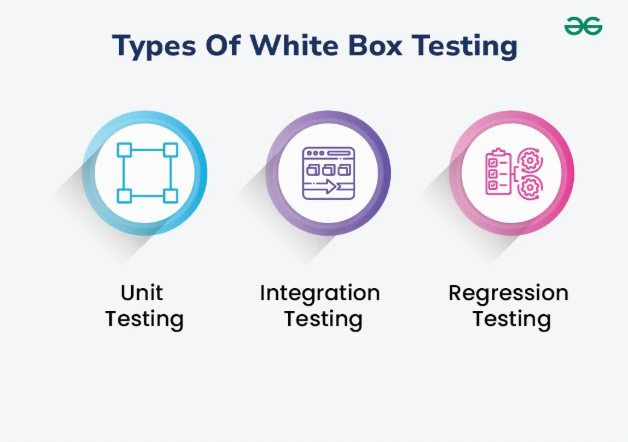 Types Of White Box Testing
Unit
Testing
Integration
Testing
Regression
Testing